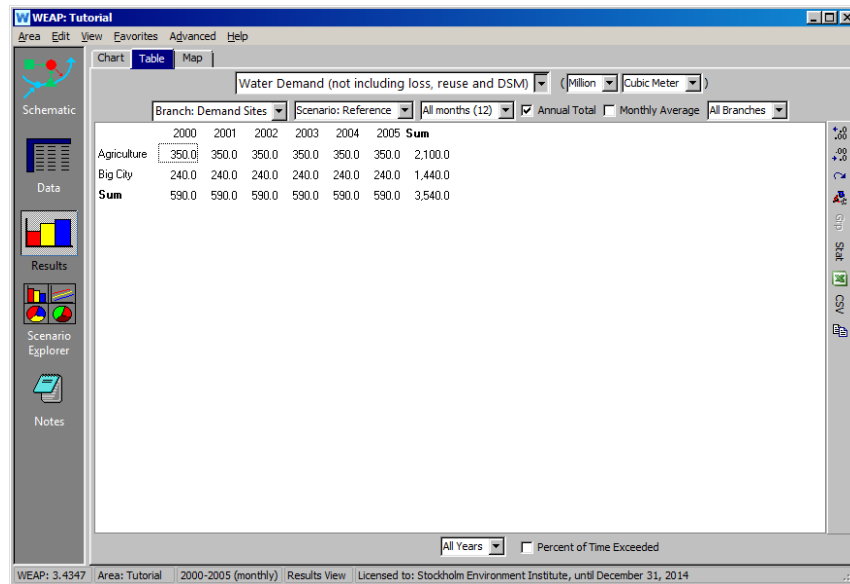 WEAP: Tutorial
Area Edit View Favorites Advanced Help
Chart Table Map
Water Demand (not including loss, reuse and DSM) ( Million Cubic Meter )
Branch: Demand Sites Scenario: Reference All months (12) Annual Total Monthly Average All Branches
2000 2001 2002 2003 2004 2005 Sum
Agriculture 350.0 350.0 350.0 350.0 350.0 350.0 2,100.0
Big City 240.0 240.0 240.0 240.0 240.0 240.0 1,440.0
Sum 590.0 590.0 590.0 590.0 590.0 590.0 3,540.0
Schematic
Data
Results
Scenario
Explorer
Notes
Grp
Stat
CSV
All Years Percent of Time Exceeded
WEAP: 3.4347 Area: Tutorial 2000-2005 (monthly) Results View Licensed to: Stockholm Environment Institute, until December 31, 2014